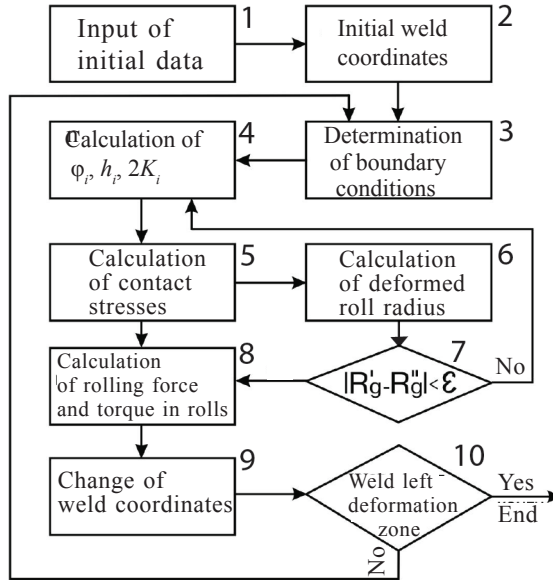 1
Input of
initial data
2
Initial weld
coordinates
4
Calculation of
φi, hi, 2Ki
3
Determination
of boundary
conditions
5
Calculation
of contact
stresses
6
Calculation
of deformed
roll radius
8
Calculation
of rolling force
and torque in rolls
7
|R'g-R"g|<ε
No
9
Change of
weld coordinates
10
Weld left
deformation
zone
Yes
End
No